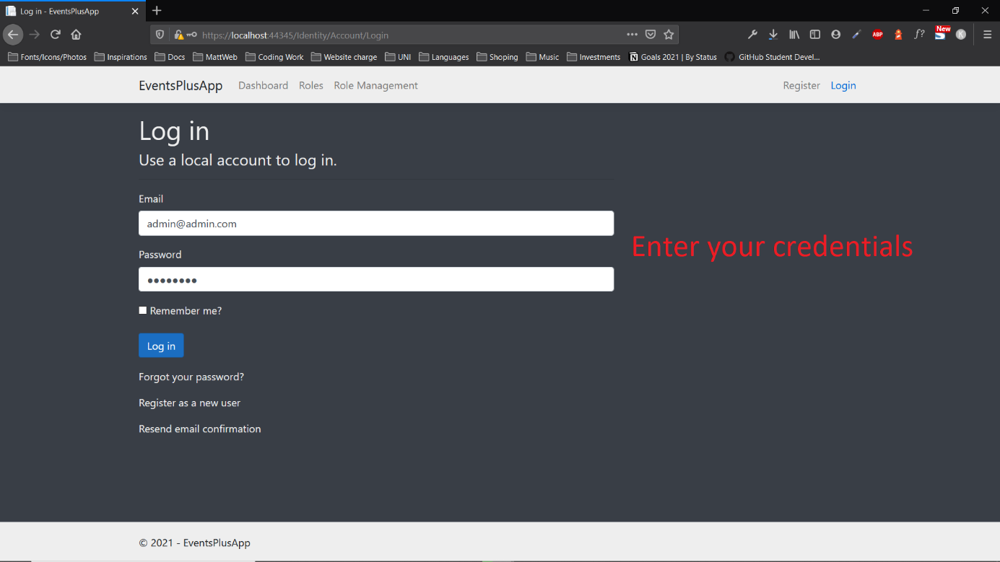 Log in - EventsPlusApp
https://localhost:44345/Identity/Account/Login
ABP
f?
New
S
K
Fonts/Icons/Photos Inspirations Docs MattWeb Coding Work Website charge UNI Languages Shoping Music Investments Goals 2021 | By Status GitHub Student Devel...
EventsPlusApp Dashboard Roles Role Management Register Login
Log in
Use a local account to log in.
Email
admin@admin.com
Enter your credentials
Password
●●●●●●●●
Remember me?
Log in
Forgot your password?
Register as a new user
Resend email confirmation
© 2021 - EventsPlusApp